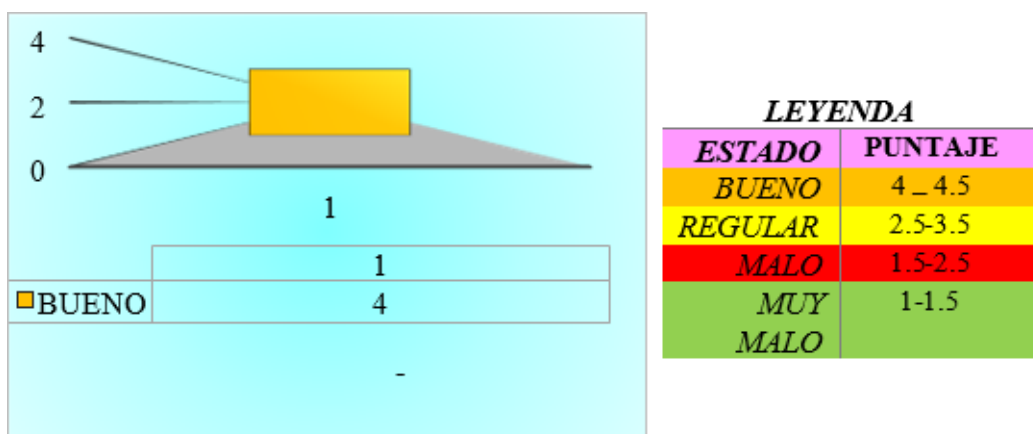 4
2
0
1
1
BUENO 4
-
LEYENDA
ESTADO PUNTAJE
BUENO 4 _ 4.5
REGULAR 2.5-3.5
MALO 1.5-2.5
MUY 1-1.5
MALO